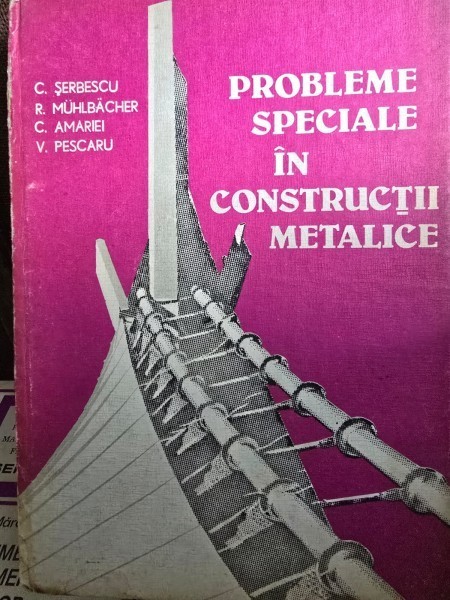 C. ŞERBESCU
R. MÜHLBÄCHER
C. AMARIEI
V. PESCARU
PROBLEME
SPECIALE
ÎN
CONSTRUCŢII
METALICE